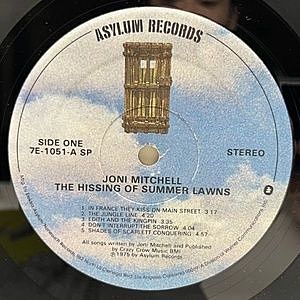 ASYLUM RECORDS
SIDE ONE
7E-1051-A SP
STEREO
JONI MITCHELL
THE HISSING OF SUMMER LAWNS
1. IN FRANCE THEY KISS ON MAIN STREET 3:17
2. THE JUNGLE LINE 4:20
3. EDITH AND THE KINGPIN 3:35
4. DON'T INTERRUPT THE SORROW 4:04
5. SHADES OF SCARLETT CONQUERING 4:57
All songs written by Joni Mitchell and Published
by Crazy Crow Music BMI
℗ 1975 by Asylum Records